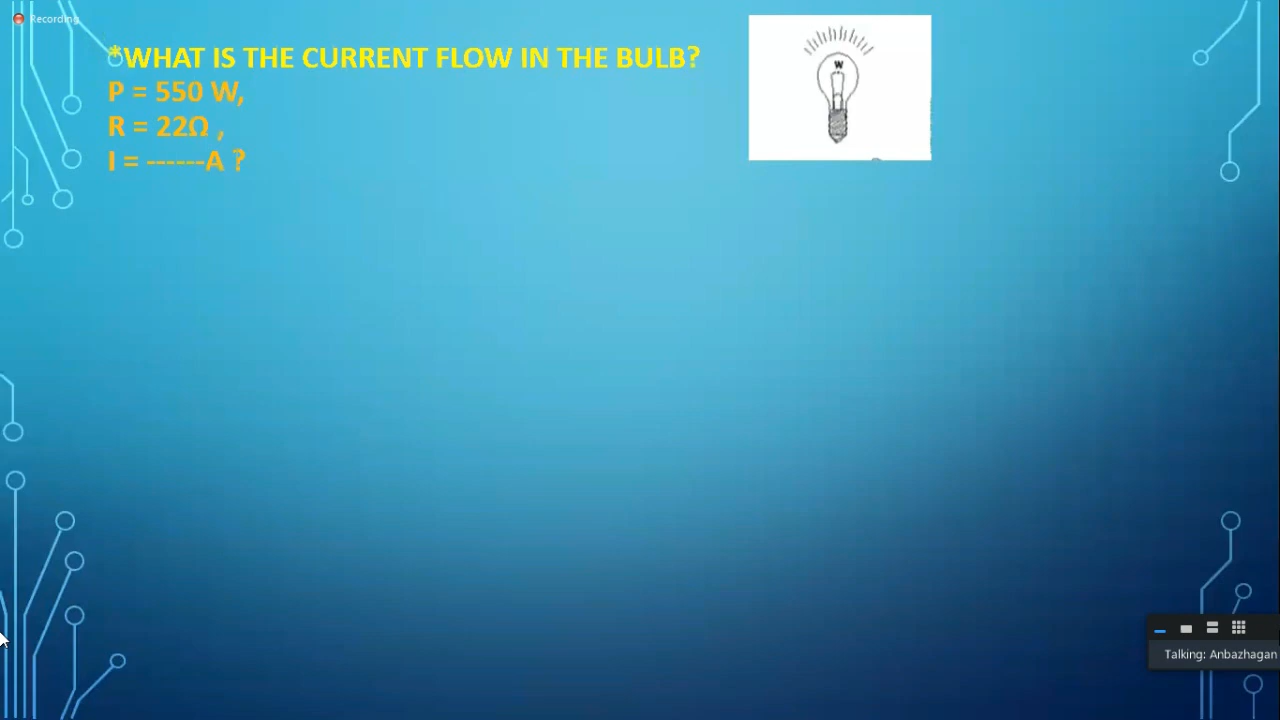 Recording
*WHAT IS THE CURRENT FLOW IN THE BULB?
P = 550 W,
R = 22Ω ,
I = ------A ?
W
Talking: Anbazhagan